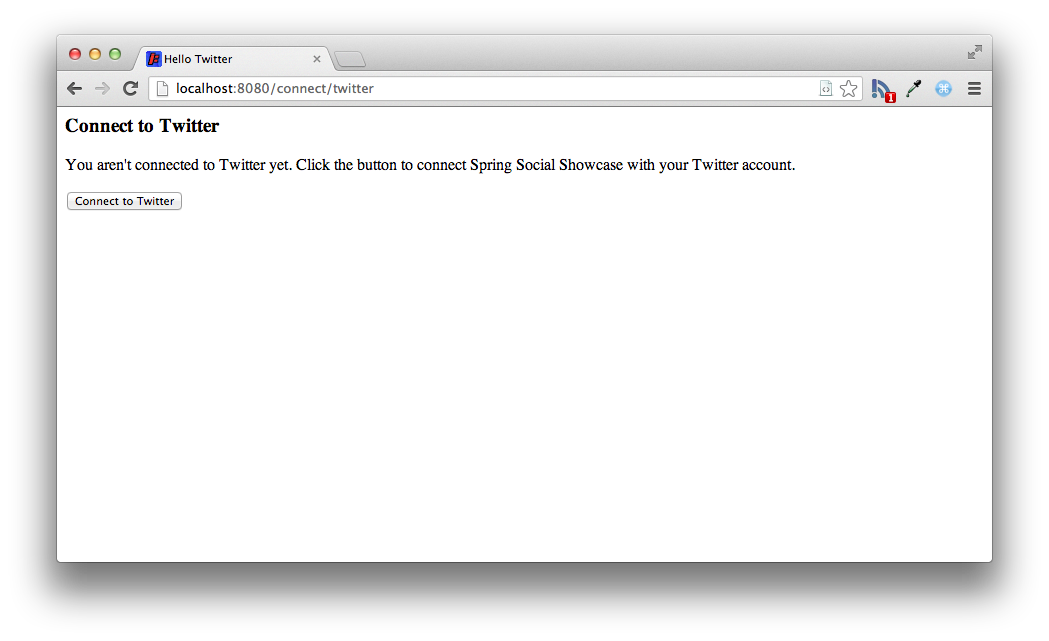 Hello Twitter
localhost:8080/connect/twitter
1
Connect to Twitter
You aren't connected to Twitter yet. Click the button to connect Spring Social Showcase with your Twitter account.
Connect to Twitter